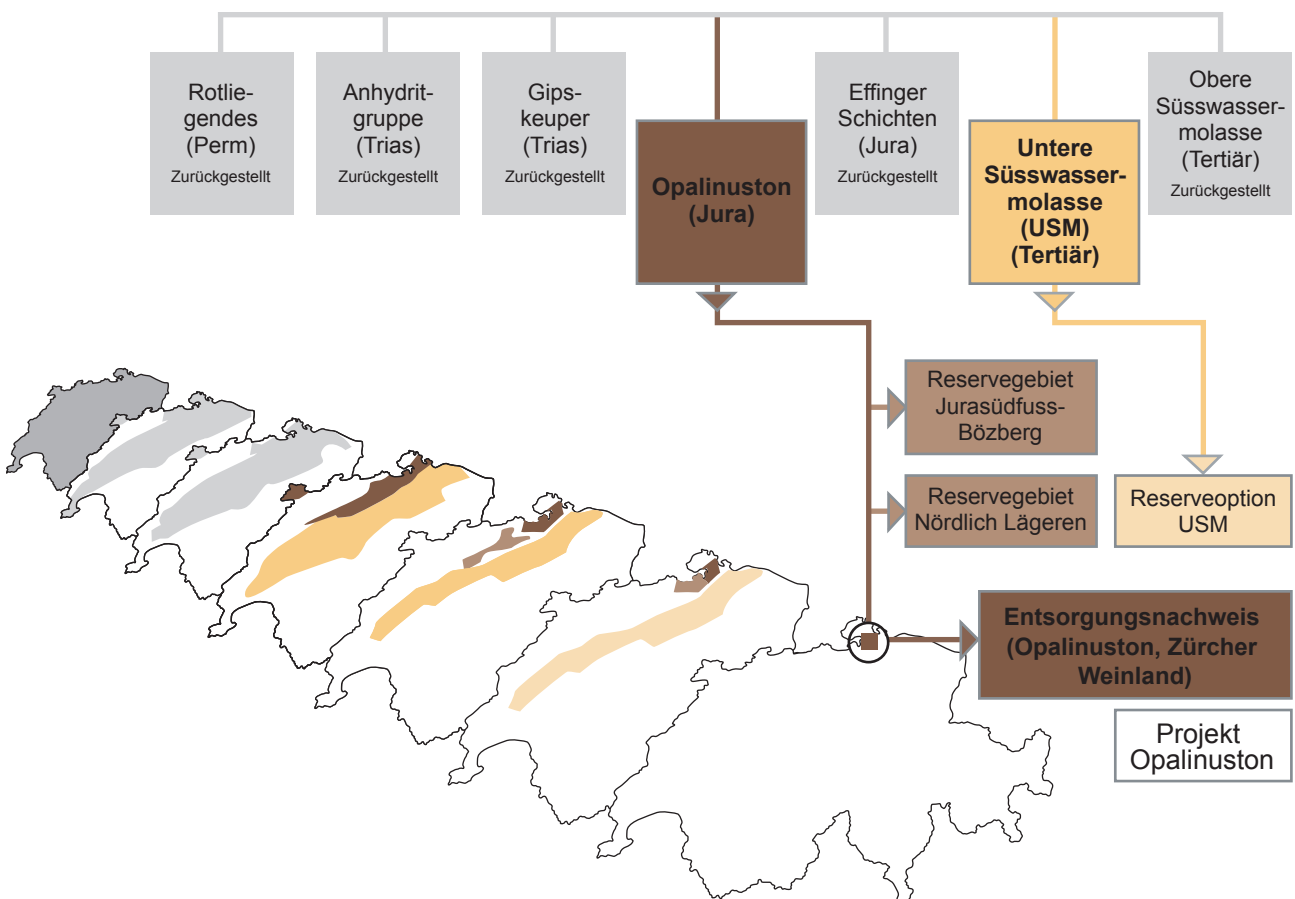 Rotlie-
gendes
(Perm)
Zurückgestellt
Anhydrit-
gruppe
(Trias)
Zurückgestellt
Gips-
keuper
(Trias)
Zurückgestellt
Opalinuston
(Jura)
Effinger
Schichten
(Jura)
Zurückgestellt
Untere
Süsswasser-
molasse
(USM)
(Tertiär)
Obere
Süsswasser-
molasse
(Tertiär)
Zurückgestellt
Reservegebiet
Jurasüdfuss-
Bözberg
Reservegebiet
Nördlich Lägeren
Reserveoption
USM
Entsorgungsnachweis
(Opalinuston, Zürcher
Weinland)
Projekt
Opalinuston